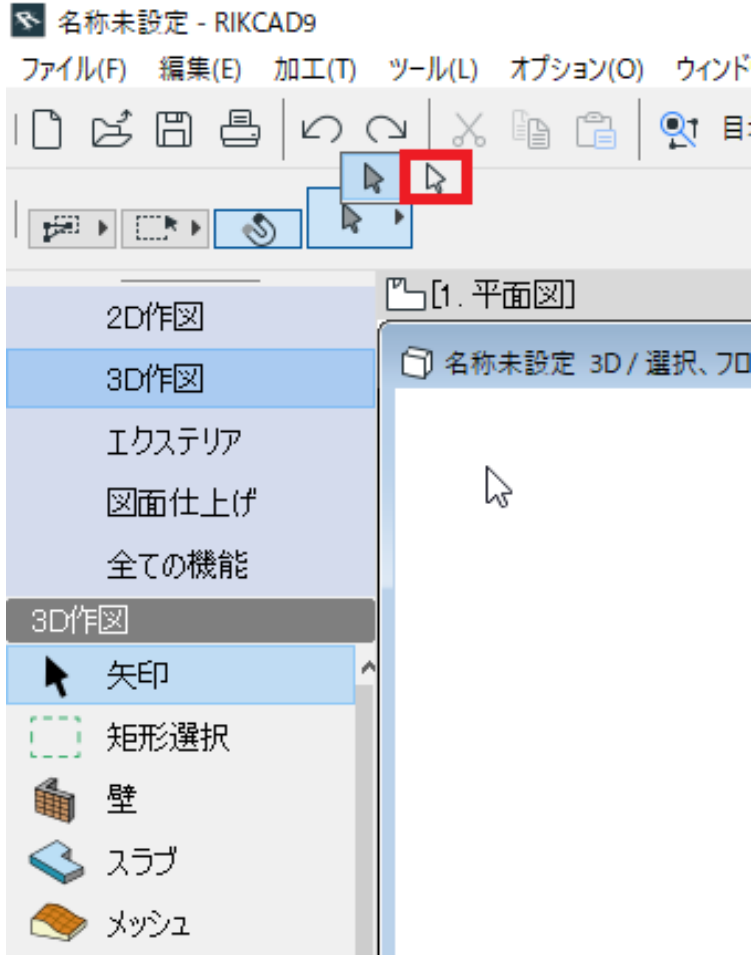 名称未設定 - RIKCAD9
ファイル(F) 編集(E) 加工(T) ツール(L) オプション(O) ウィンド
[1. 平面図]
名称未設定 3D / 選択、フロ
2D作図
3D作図
エクステリア
図面仕上げ
全ての機能
3D作図
矢印
矩形選択
壁
スラブ
メッシュ